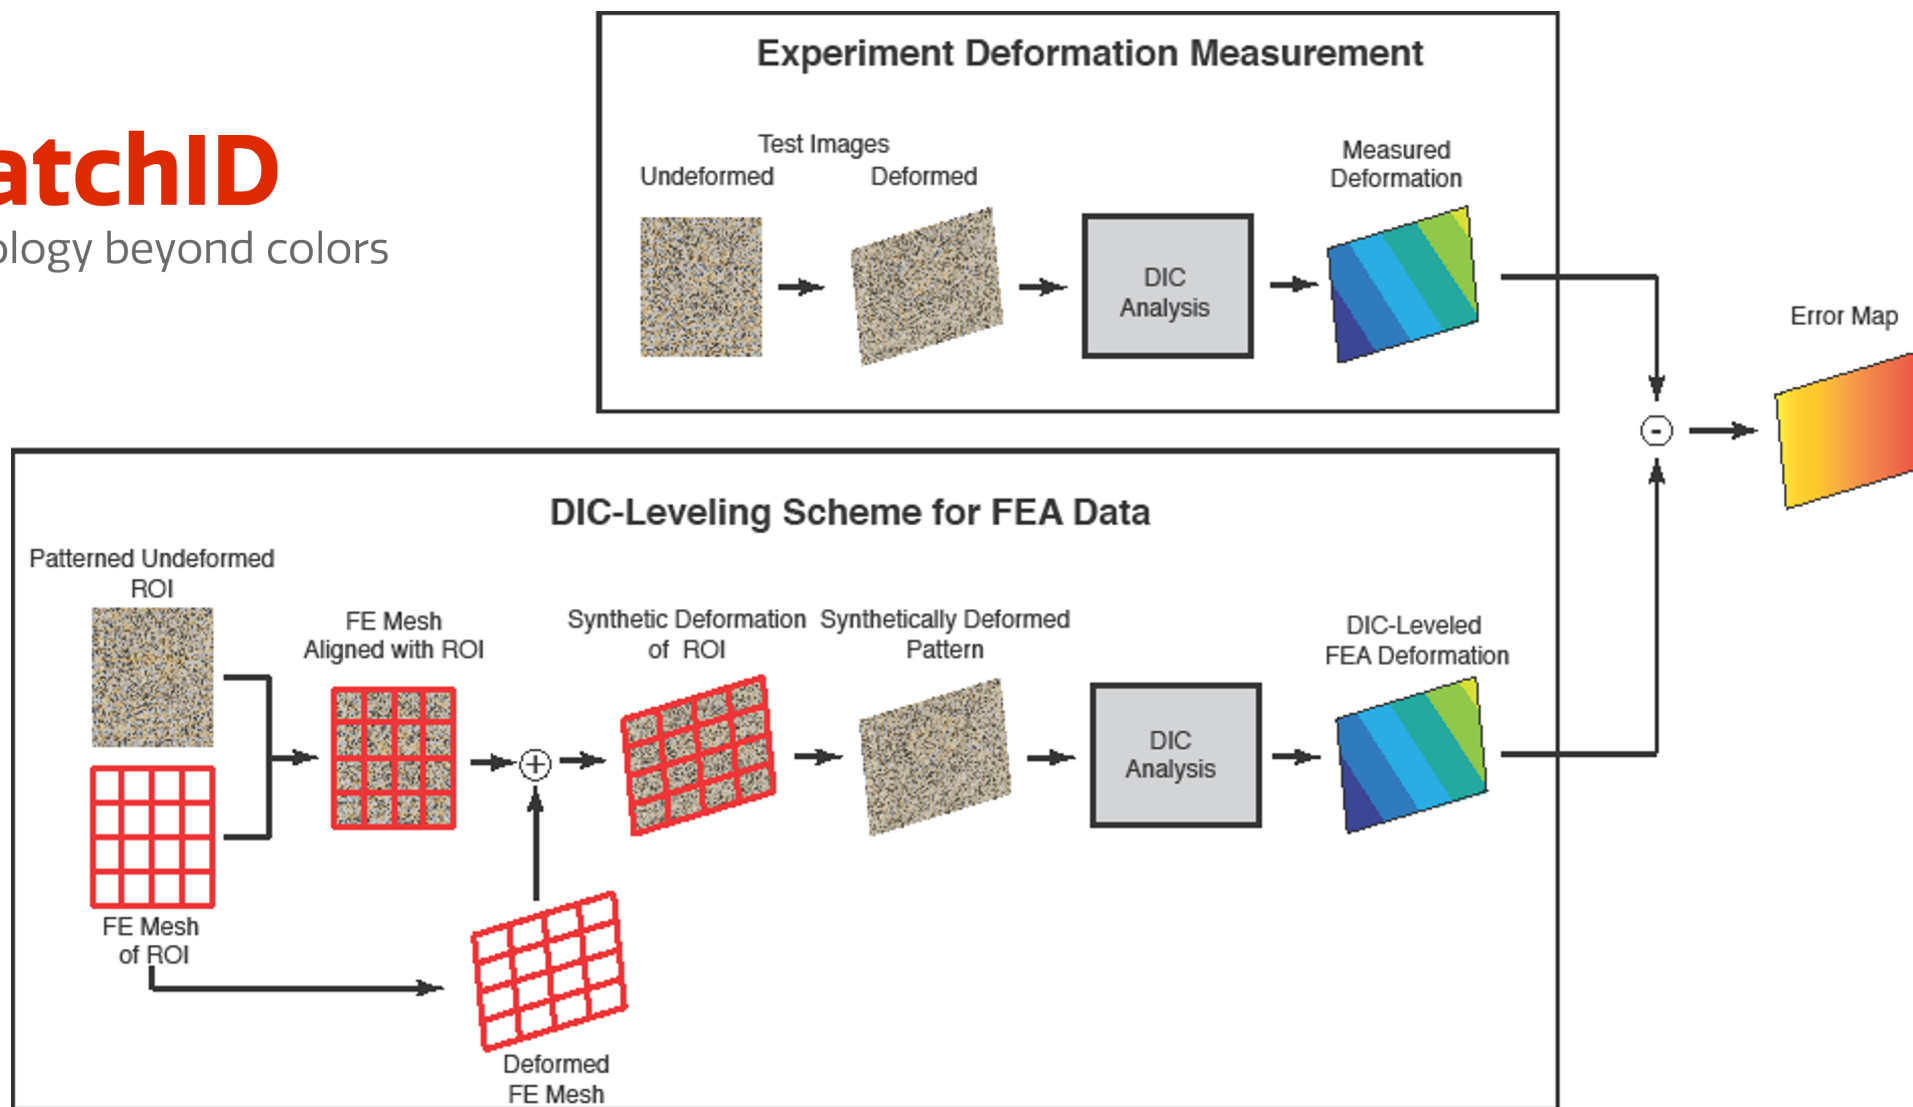 atchID
ology beyond colors
Experiment Deformation Measurement
Test Images
Undeformed
Deformed
Measured
Deformation
DIC
Analysis
Error Map
-
DIC-Leveling Scheme for FEA Data
Patterned Undeformed
ROI
FE Mesh
Aligned with ROI
Synthetic Deformation
of ROI
Synthetically Deformed
Pattern
DIC
Analysis
DIC-Leveled
FEA Deformation
+
FE Mesh
of ROI
Deformed
FE Mesh